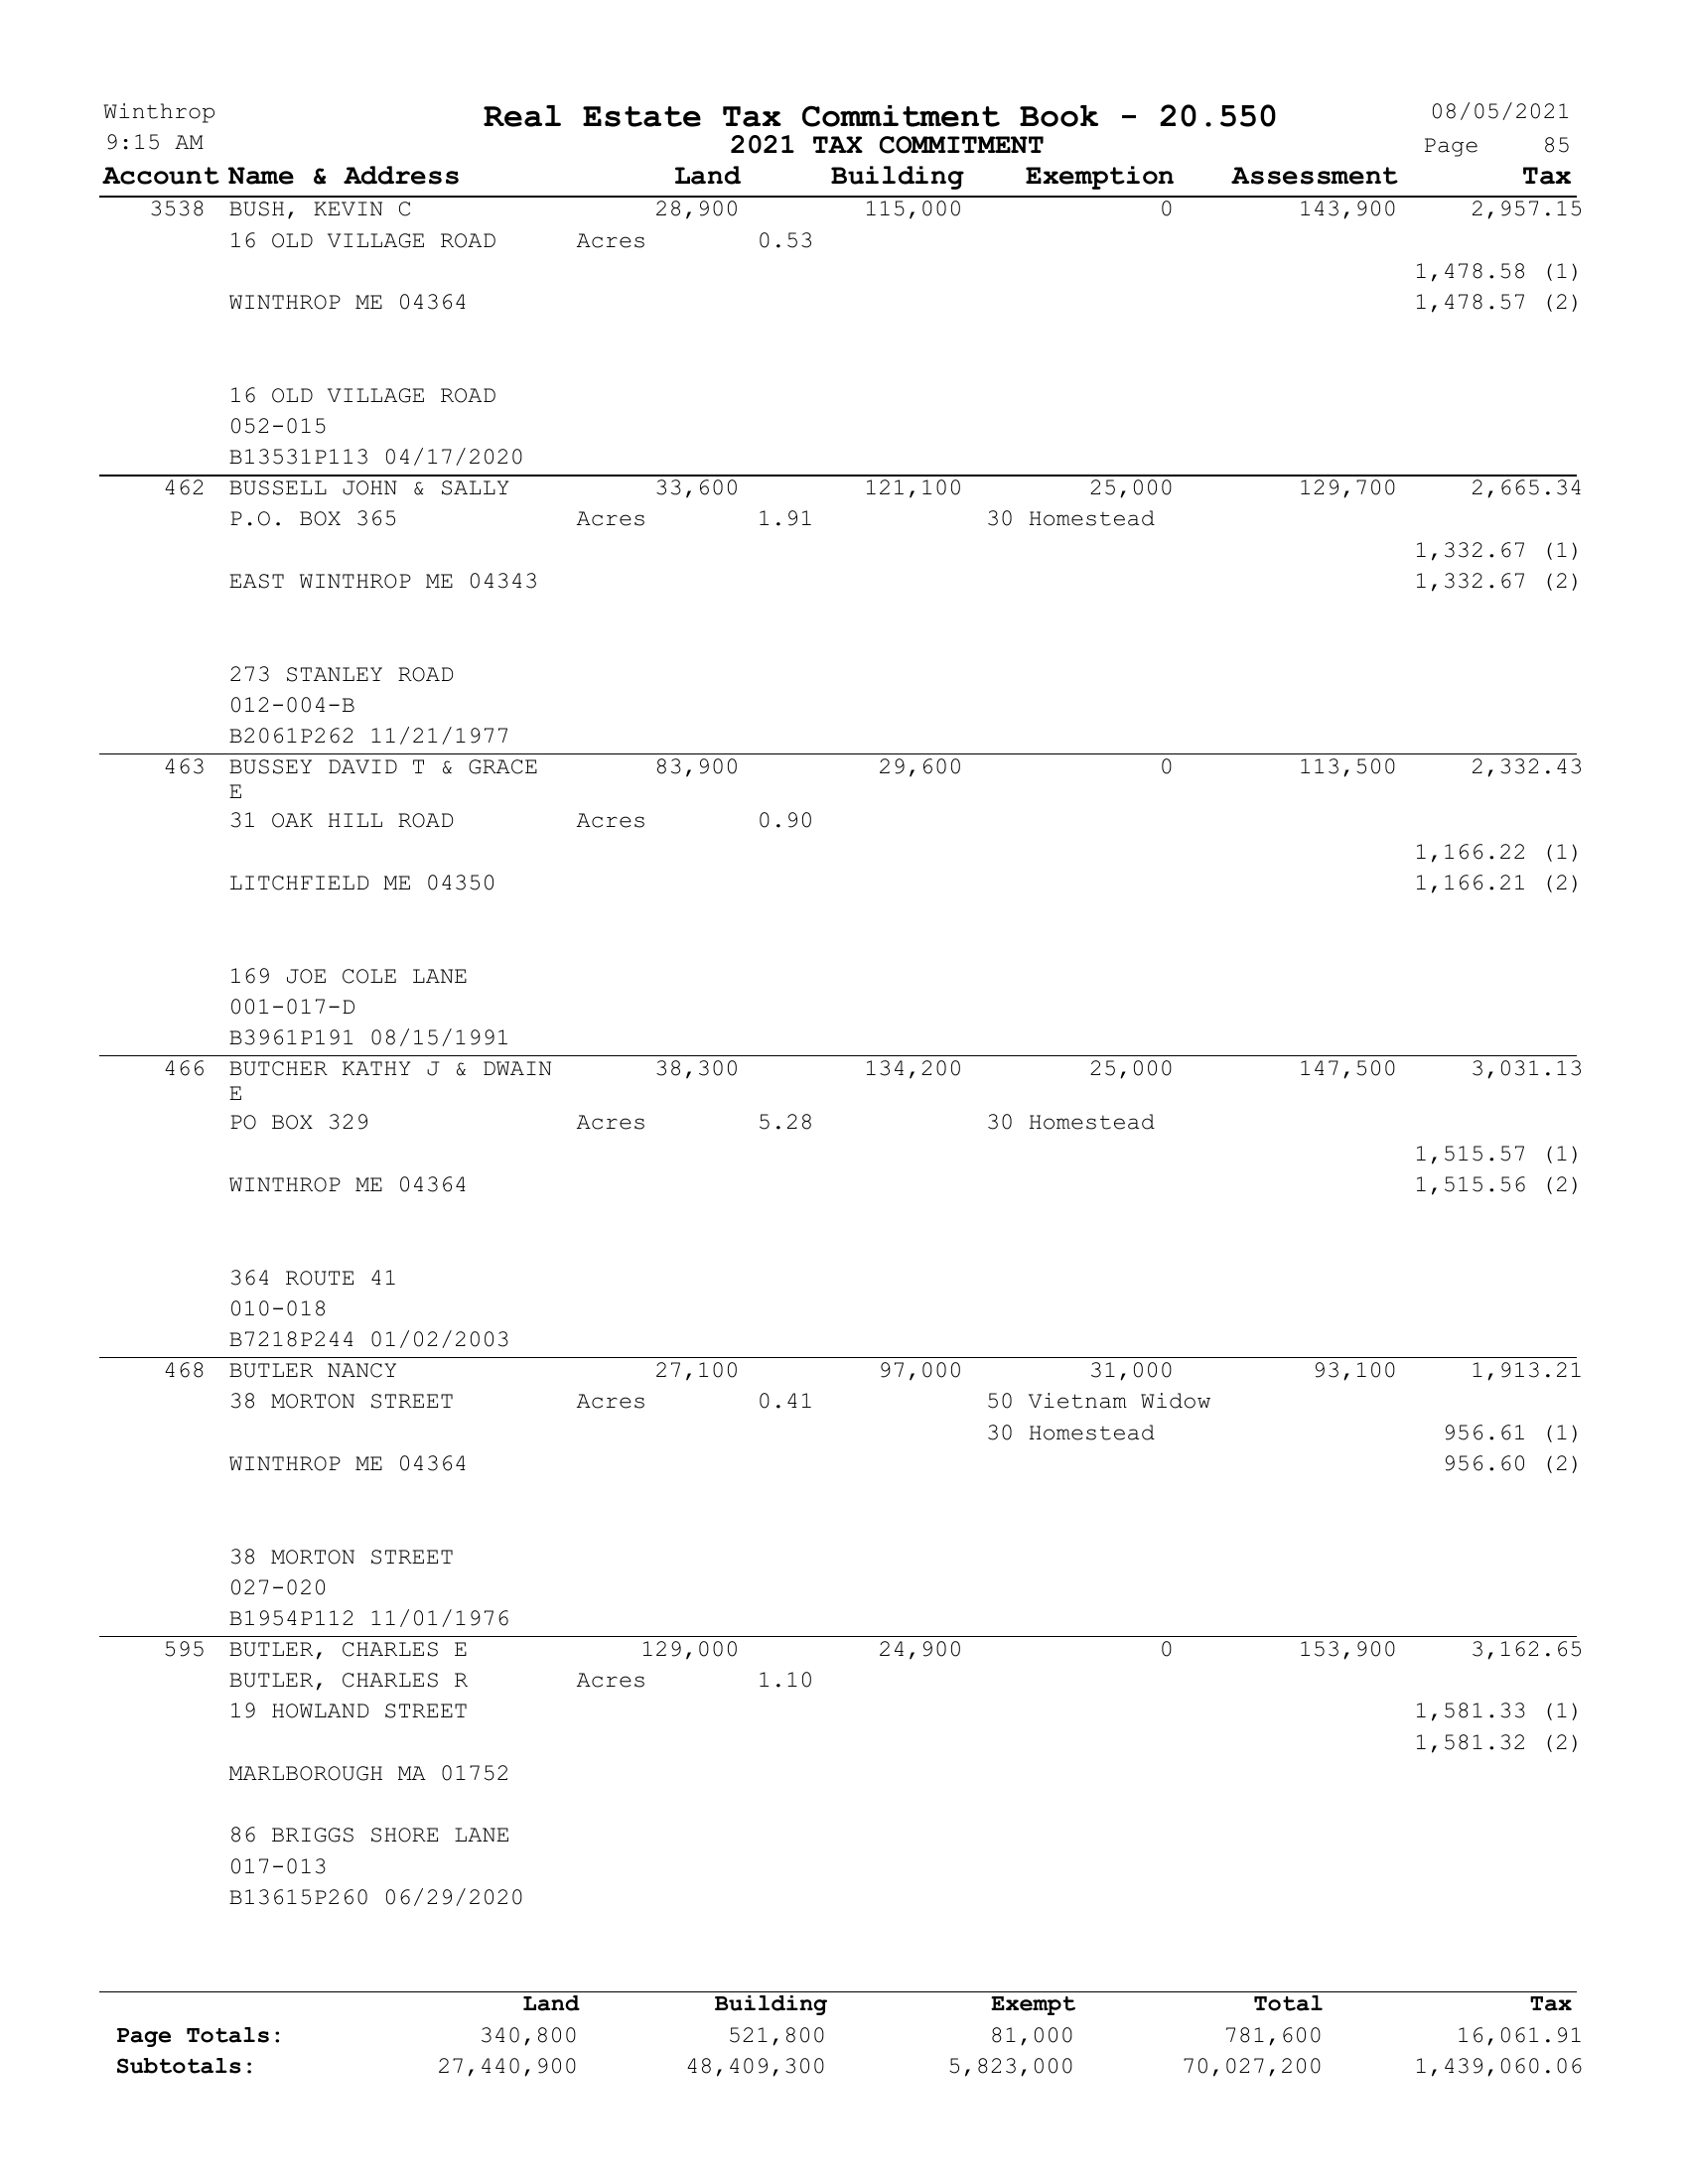 Winthrop Real Estate Tax Commitment Book - 20.550 08/05/2021
9:15 AM 2021 TAX COMMITMENT Page 85
Account Name & Address Land Building Exemption Assessment Tax
3538 BUSH, KEVIN C 28,900 115,000 0 143,900 2,957.15
16 OLD VILLAGE ROAD Acres 0.53
1,478.58 (1)
WINTHROP ME 04364 1,478.57 (2)
16 OLD VILLAGE ROAD
052-015
B13531P113 04/17/2020
462 BUSSELL JOHN & SALLY 33,600 121,100 25,000 129,700 2,665.34
P.O. BOX 365 Acres 1.91 30 Homestead
1,332.67 (1)
EAST WINTHROP ME 04343 1,332.67 (2)
273 STANLEY ROAD
012-004-B
B2061P262 11/21/1977
463 BUSSEY DAVID T & GRACE 83,900 29,600 0 113,500 2,332.43
E
31 OAK HILL ROAD Acres 0.90
1,166.22 (1)
LITCHFIELD ME 04350 1,166.21 (2)
169 JOE COLE LANE
001-017-D
B3961P191 08/15/1991
466 BUTCHER KATHY J & DWAIN 38,300 134,200 25,000 147,500 3,031.13
E
PO BOX 329 Acres 5.28 30 Homestead
1,515.57 (1)
WINTHROP ME 04364 1,515.56 (2)
364 ROUTE 41
010-018
B7218P244 01/02/2003
468 BUTLER NANCY 27,100 97,000 31,000 93,100 1,913.21
38 MORTON STREET Acres 0.41 50 Vietnam Widow
30 Homestead 956.61 (1)
WINTHROP ME 04364 956.60 (2)
38 MORTON STREET
027-020
B1954P112 11/01/1976
595 BUTLER, CHARLES E 129,000 24,900 0 153,900 3,162.65
BUTLER, CHARLES R Acres 1.10
19 HOWLAND STREET 1,581.33 (1)
1,581.32 (2)
MARLBOROUGH MA 01752
86 BRIGGS SHORE LANE
017-013
B13615P260 06/29/2020
Land Building Exempt Total Tax
Page Totals: 340,800 521,800 81,000 781,600 16,061.91
Subtotals: 27,440,900 48,409,300 5,823,000 70,027,200 1,439,060.06